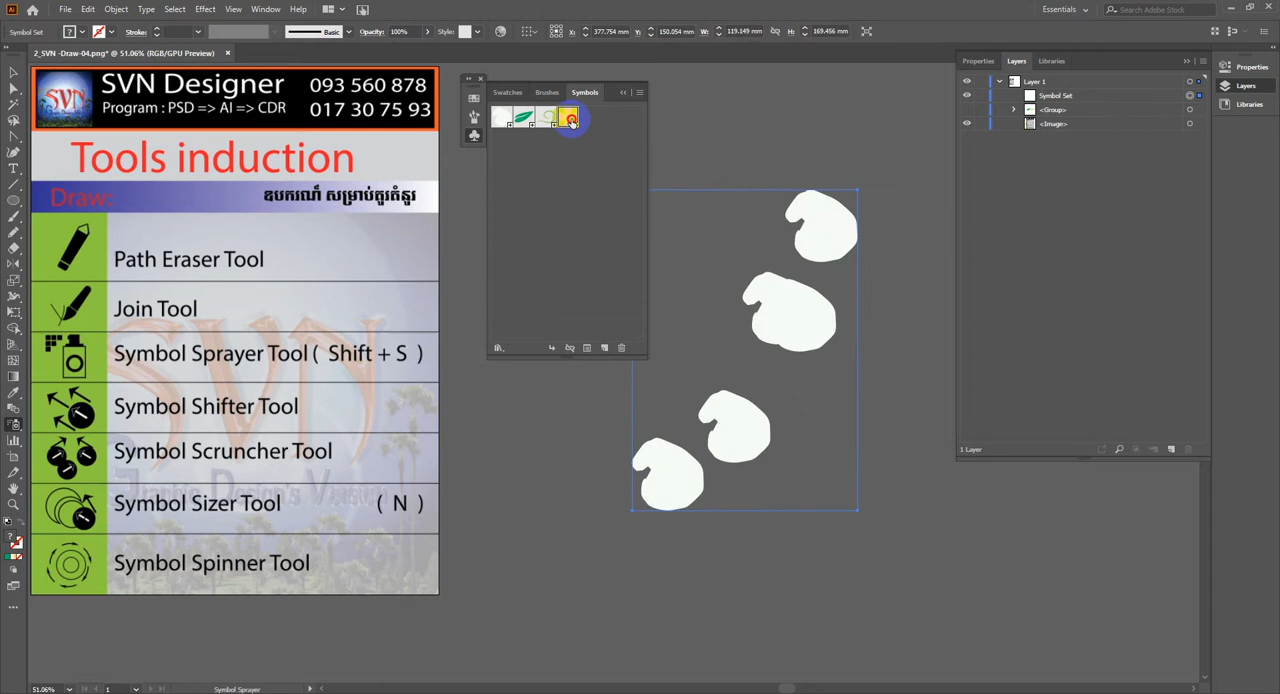 File Edit Object Type Select Effect View Window Help
Essentials
Search Adobe Stock
Symbol Set
Stroke:
Basic
Opacity: 100%
Style:
X: 377.754 mm
Y: 150.054 mm
W: 119.149 mm
H: 169.456 mm
2_SVN -Draw-04.png* @ 51.06% (RGB/GPU Preview)
SVN Designer
093 560 878
Program : PSD => AI => CDR
017 30 75 93
SVN
Tools induction
Draw:
ឧបករណ៍ សម្រាប់គូរគំនូរ
Path Eraser Tool
Join Tool
Symbol Sprayer Tool ( Shift + S )
Symbol Shifter Tool
Symbol Scruncher Tool
Symbol Sizer Tool ( N )
Symbol Spinner Tool
Swatches Brushes Symbols
Properties Layers Libraries
Layer 1
Symbol Set
<Group>
<Image>
1 Layer
Properties
Layers
Libraries
51.06%
1
Symbol Sprayer